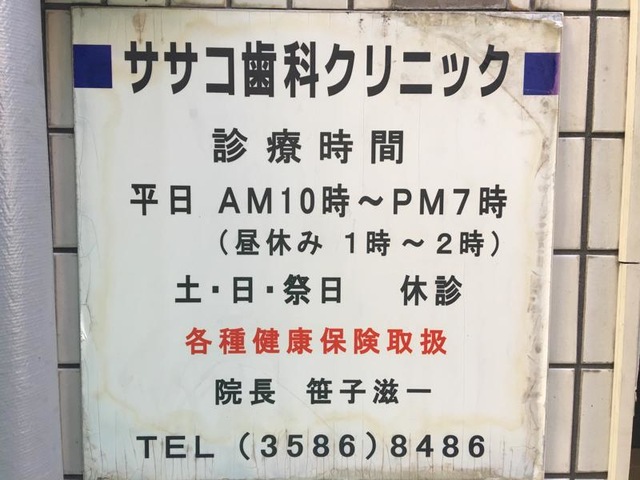 ササコ歯科クリニック
診療時間
平日 AM10時～PM7時
（昼休み 1時～2時）
土・日・祭日 休診
各種健康保険取扱
院長 笹子滋一
TEL（3586）8486